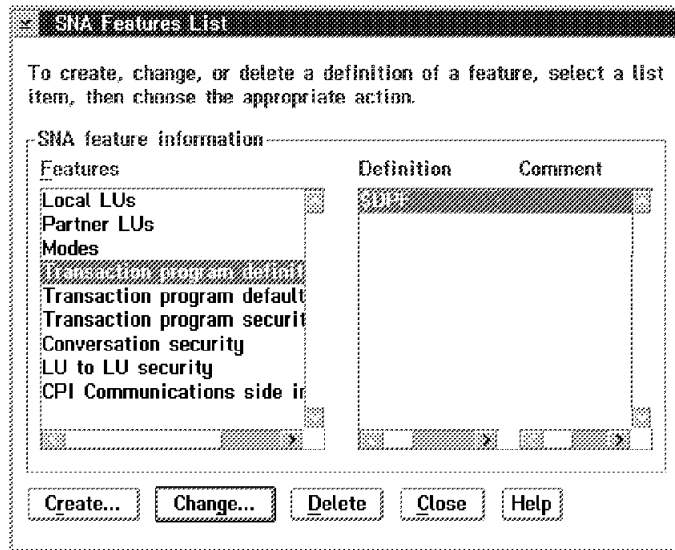 SNA Features List
To create, change, or delete a definition of a feature, select a list
item, then choose the appropriate action.
SNA feature information
Features
Definition Comment
Local LUs
SDPF
Partner LUs
Modes
Transaction program definit
Transaction program default
Transaction program securit
Conversation security
LU to LU security
CPI Communications side in
Create... Change... Delete Close Help